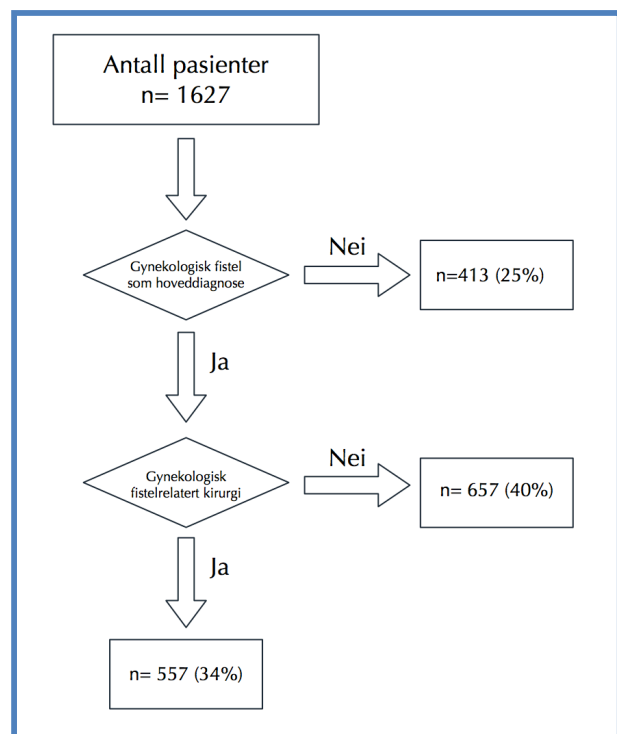 Antall pasienter
n= 1627
Gynekologisk fistel
som hoveddiagnose
Nei
n=413 (25%)
Ja
Gynekologisk
fistelrelatert kirurgi
Nei
n= 657 (40%)
Ja
n= 557 (34%)